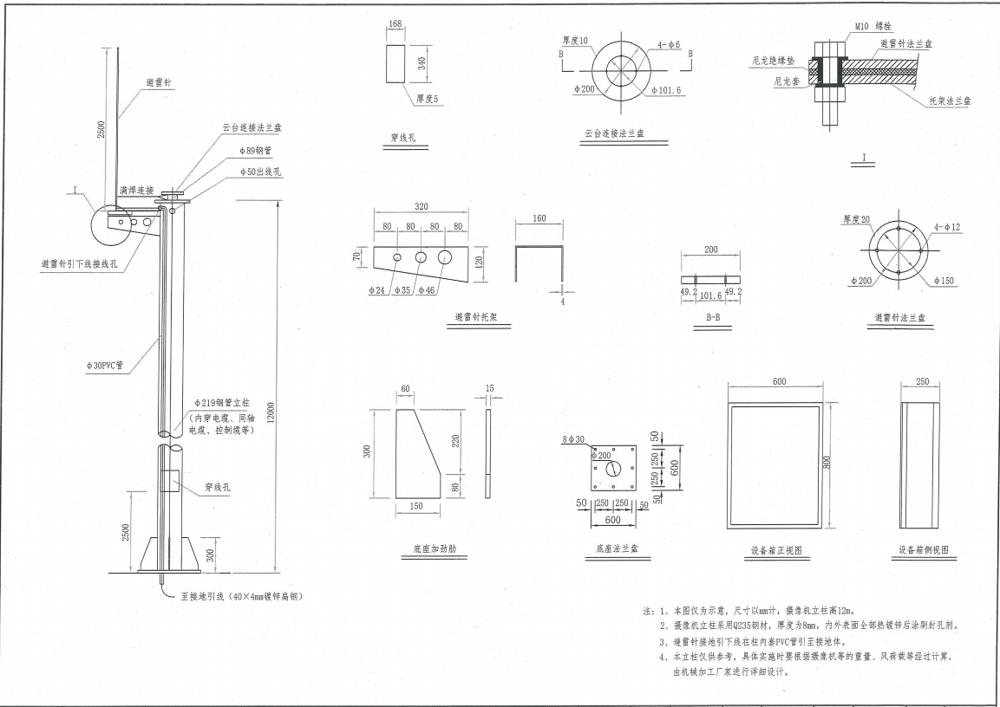 168
340
厚度5
穿线孔
厚度10
4-φ6
B
B
φ200
φ101.6
云台连接法兰盘
M10 螺栓
避雷针法兰盘
尼龙绝缘垫
尼龙套
托架法兰盘
I
避雷针
2500
云台连接法兰盘
φ89钢管
φ50出线孔
I
满焊连接
避雷针引下线接线孔
φ30PVC管
φ219钢管立柱
(内穿电缆、同轴
电缆、控制缆等)
12000
穿线孔
2500
300
至接地引线(40×4mm镀锌扁钢)
320
80
80
80
80
70
120
φ24
φ35
φ46
160
4
避雷针托架
200
49.2
101.6
49.2
B-B
厚度20
4-φ12
φ200
φ150
避雷针法兰盘
60
15
300
220
80
150
底座加劲肋
8φ30
φ200
50
250
250
50
600
50
250
250
50
600
底座法兰盘
600
800
设备箱正视图
250
设备箱侧视图
注: 1、本图仅为示意, 尺寸以mm计, 摄像机立柱高12m。
2、摄像机立柱采用Q235钢材, 厚度为8mm, 内外表面全部热镀锌后涂刷封孔剂。
3、避雷针接地引下线在柱内套PVC管引至接地体。
4、本立柱仅供参考, 具体实施时要根据摄像机等的重量、风荷载等经过计算,
由机械加工厂家进行详细设计。